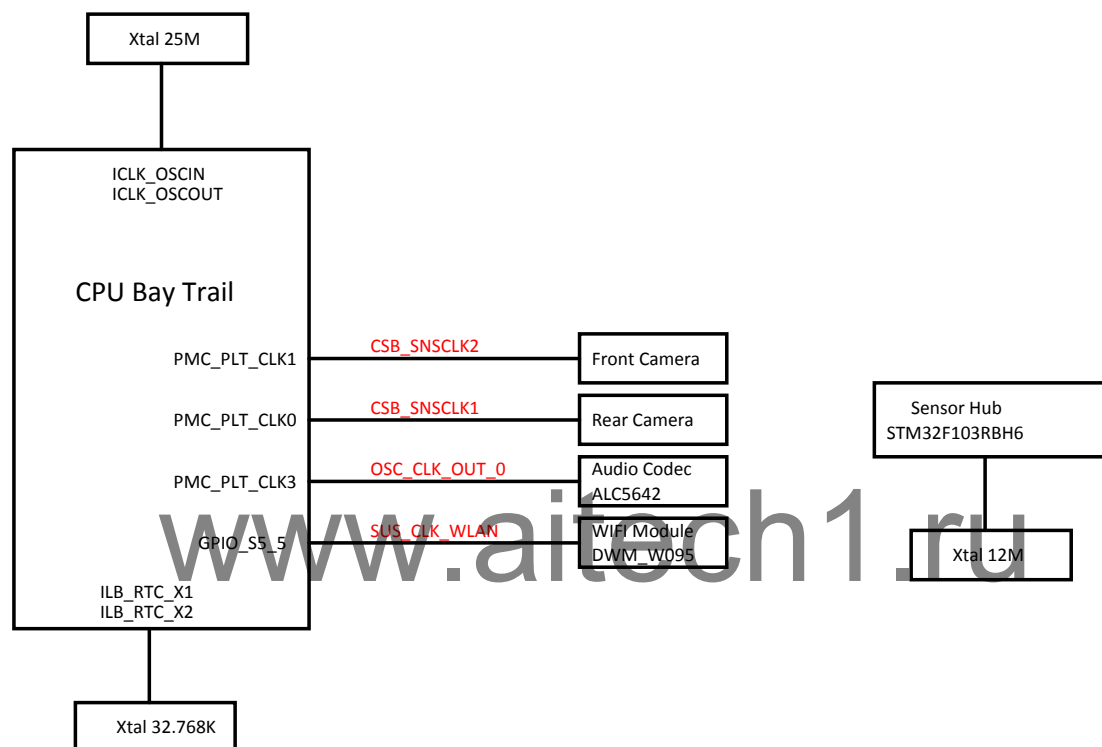 Xtal 25M
ICLK_OSCIN
ICLK_OSCOUT
CPU Bay Trail
PMC_PLT_CLK1
CSB_SNSCLK2
Front Camera
PMC_PLT_CLK0
CSB_SNSCLK1
Rear Camera
Sensor Hub
STM32F103RBH6
PMC_PLT_CLK3
OSC_CLK_OUT_0
Audio Codec
ALC5642
GPIO_S5_5
SUS_CLK_WLAN
WIFI Module
DWM_W095
www.aitech1.ru
Xtal 12M
ILB_RTC_X1
ILB_RTC_X2
Xtal 32.768K